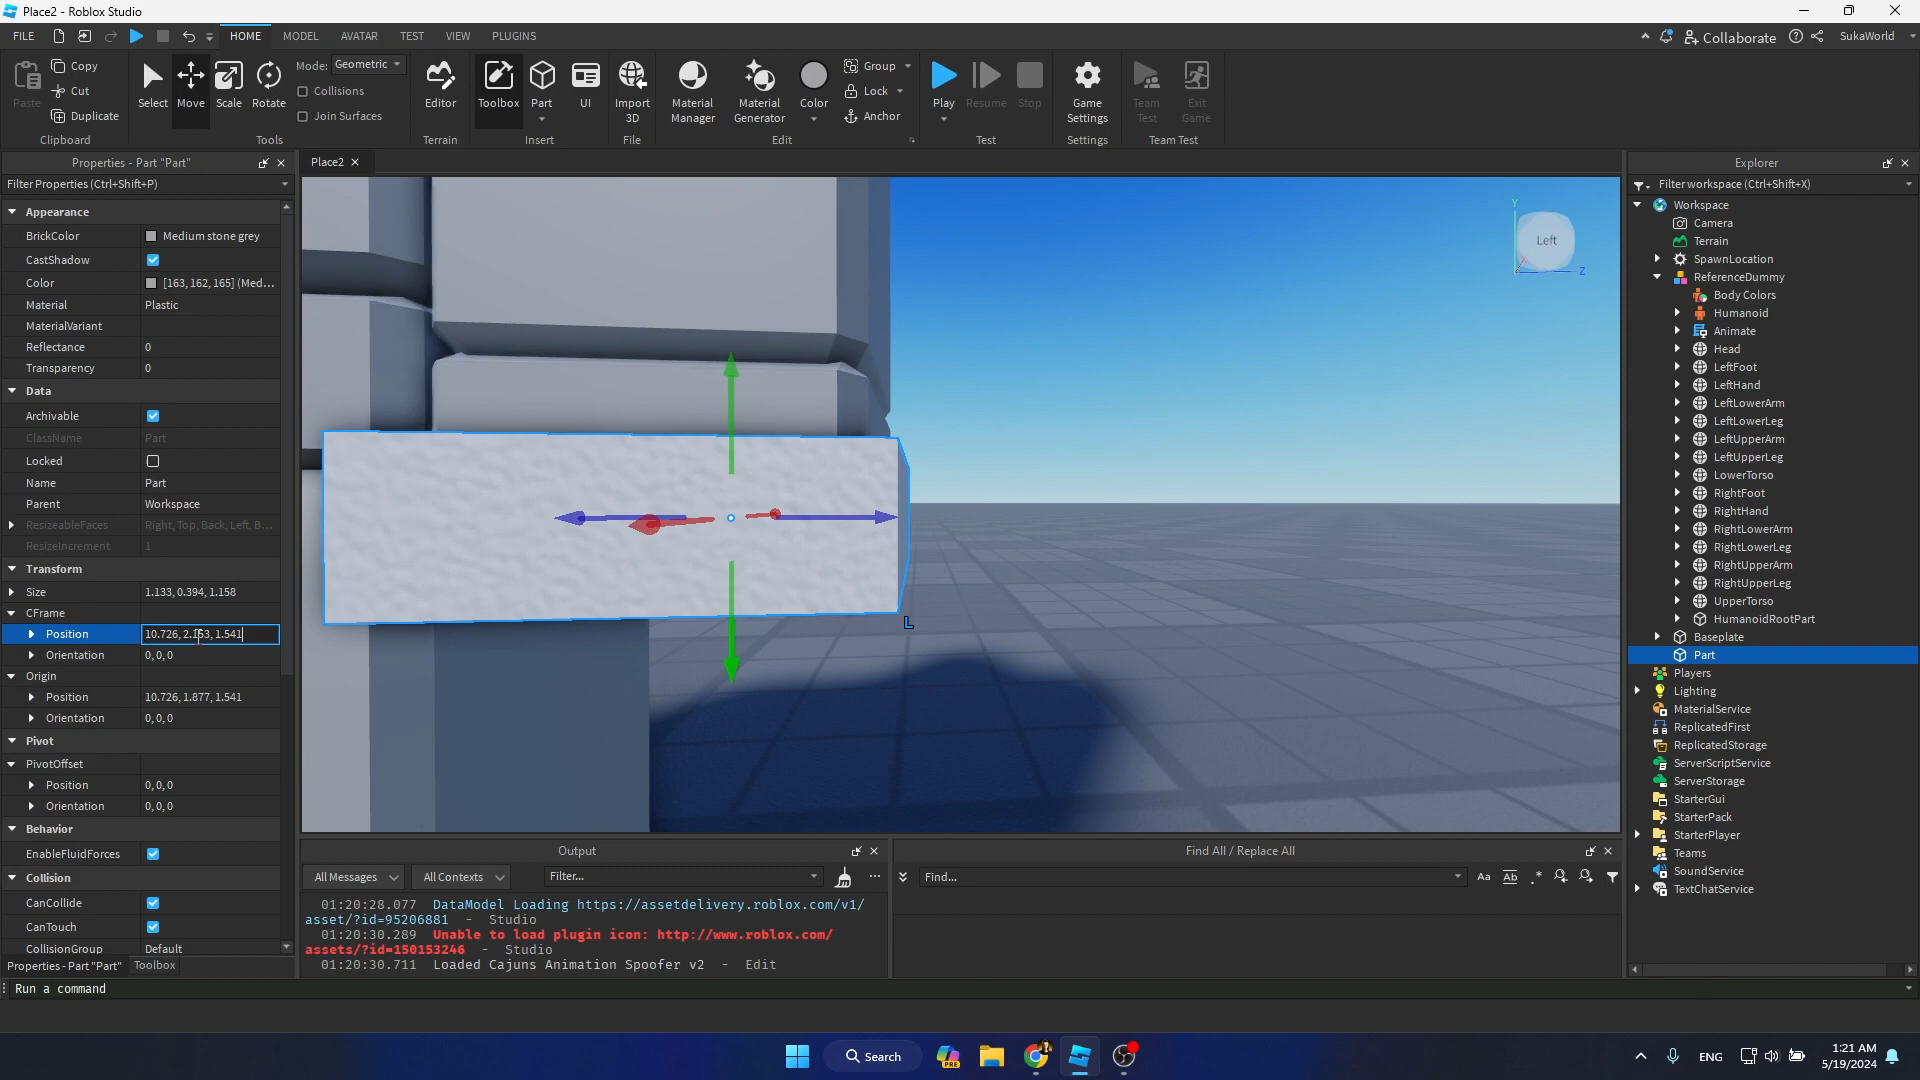 Place2 - Roblox Studio
FILE HOME MODEL AVATAR TEST VIEW PLUGINS Collaborate SukaWorld
Paste Copy Cut Duplicate Clipboard
Select Move Scale Rotate Mode: Geometric Collisions Join Surfaces Tools
Editor Terrain
Toolbox Part UI Insert
Import 3D File
Material Manager Material Generator Color Group Lock Anchor Edit
Play Resume Stop Test
Game Settings Settings
Team Test Exit Game Team Test
Properties - Part "Part"
Filter Properties (Ctrl+Shift+P)
Appearance
BrickColor Medium stone grey
CastShadow
Color [163, 162, 165] (Med...
Material Plastic
MaterialVariant
Reflectance 0
Transparency 0
Data
Archivable
ClassName Part
Locked
Name Part
Parent Workspace
ResizeableFaces Right, Top, Back, Left, B...
ResizeIncrement 1
Transform
Size 1.133, 0.394, 1.158
CFrame
Position 10.726, 2.153, 1.541
Orientation 0, 0, 0
Origin
Position 10.726, 1.877, 1.541
Orientation 0, 0, 0
Pivot
PivotOffset
Position 0, 0, 0
Orientation 0, 0, 0
Behavior
EnableFluidForces
Collision
CanCollide
CanTouch
CollisionGroup Default
Properties - Part "Part" Toolbox
Place2
Y
Left
Z
L
Output
All Messages All Contexts Filter...
01:20:28.077 DataModel Loading https://assetdelivery.roblox.com/v1/
asset/?id=95206881 - Studio
01:20:30.289 Unable to load plugin icon: http://www.roblox.com/
assets/?id=150153246 - Studio
01:20:30.711 Loaded Cajuns Animation Spoofer v2 - Edit
Find All / Replace All
Find... Aa Ab .*
Explorer
Filter workspace (Ctrl+Shift+X)
Workspace
Camera
Terrain
SpawnLocation
ReferenceDummy
Body Colors
Humanoid
Animate
Head
LeftFoot
LeftHand
LeftLowerArm
LeftLowerLeg
LeftUpperArm
LeftUpperLeg
LowerTorso
RightFoot
RightHand
RightLowerArm
RightLowerLeg
RightUpperArm
RightUpperLeg
UpperTorso
HumanoidRootPart
Baseplate
Part
Players
Lighting
MaterialService
ReplicatedFirst
ReplicatedStorage
ServerScriptService
ServerStorage
StarterGui
StarterPack
StarterPlayer
Teams
SoundService
TextChatService
Run a command
Search PRE ENG 1:21 AM
5/19/2024